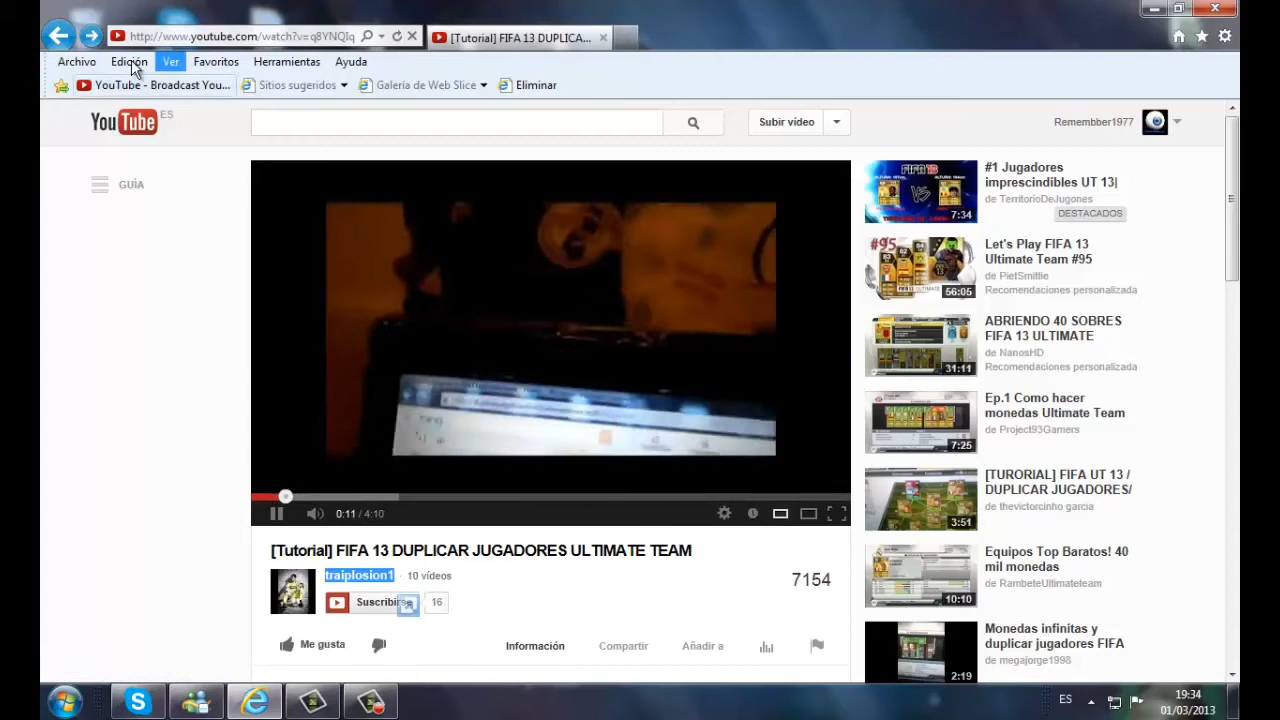 http://www.youtube.com/watch?v=q8YNQIq
[Tutorial] FIFA 13 DUPLICA...
Archivo Edición Ver Favoritos Herramientas Ayuda
YouTube - Broadcast You... Sitios sugeridos Galería de Web Slice Eliminar
YouTube ES
Subir vídeo
Remembber1977
GUÍA
#1 Jugadores
imprescindibles UT 13|
de TerritorioDeJugones
DESTACADOS
FIFA 13
VS
7:34
Let's Play FIFA 13
Ultimate Team #95
de PietSmittie
Recomendaciones personalizada
#95
56:05
ABRIENDO 40 SOBRES
FIFA 13 ULTIMATE
de NanosHD
Recomendaciones personalizada
31:11
Ep.1 Como hacer
monedas Ultimate Team
de Project93Gamers
7:25
[TURORIAL] FIFA UT 13 /
DUPLICAR JUGADORES/
de thevictorcinho garcia
3:51
Equipos Top Baratos! 40
mil monedas
de RambeteUltimateteam
10:10
Monedas infinitas y
duplicar jugadores FIFA
de megajorge1998
2:19
0:11 / 4:10
[Tutorial] FIFA 13 DUPLICAR JUGADORES ULTIMATE TEAM
traiplosion1 · 10 vídeos
7154
Suscribirse 16
Me gusta
Información Compartir Añadir a
ES
19:34
01/03/2013